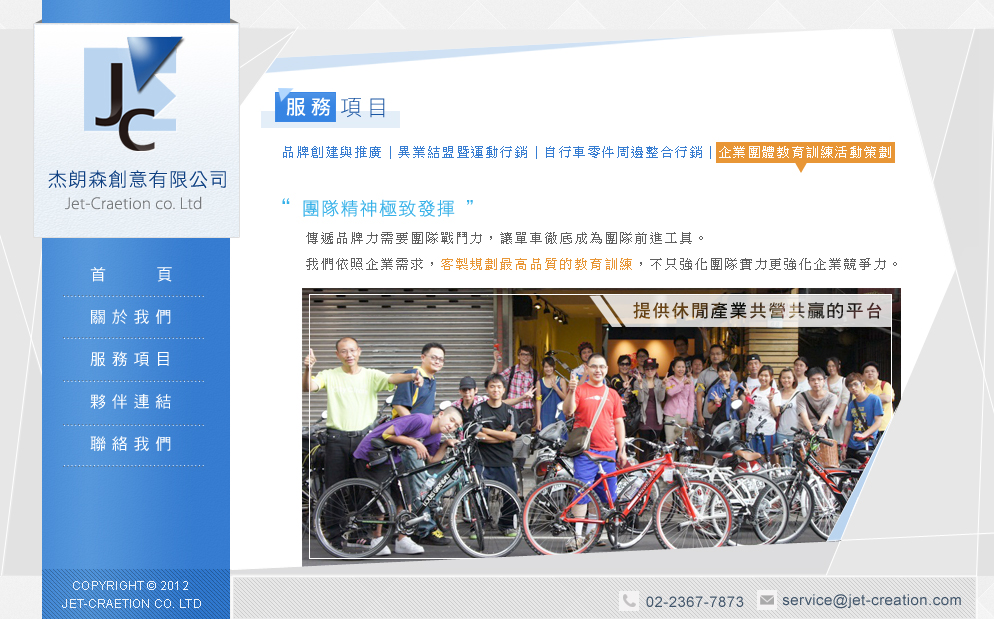 JC
杰朗森創意有限公司
Jet-Craetion co. Ltd
首頁
關於我們
服務項目
夥伴連結
聯絡我們
COPYRIGHT © 2012
JET-CRAETION CO. LTD
服務項目
品牌創建與推廣｜異業結盟暨運動行銷｜自行車零件周邊整合行銷｜企業團體教育訓練活動策劃
“ 團隊精神極致發揮 ”
傳遞品牌力需要團隊戰鬥力，讓單車徹底成為團隊前進工具。
我們依照企業需求，客製規劃最高品質的教育訓練，不只強化團隊實力更強化企業競爭力。
提供休閒產業共營共贏的平台
02-2367-7873
service@jet-creation.com